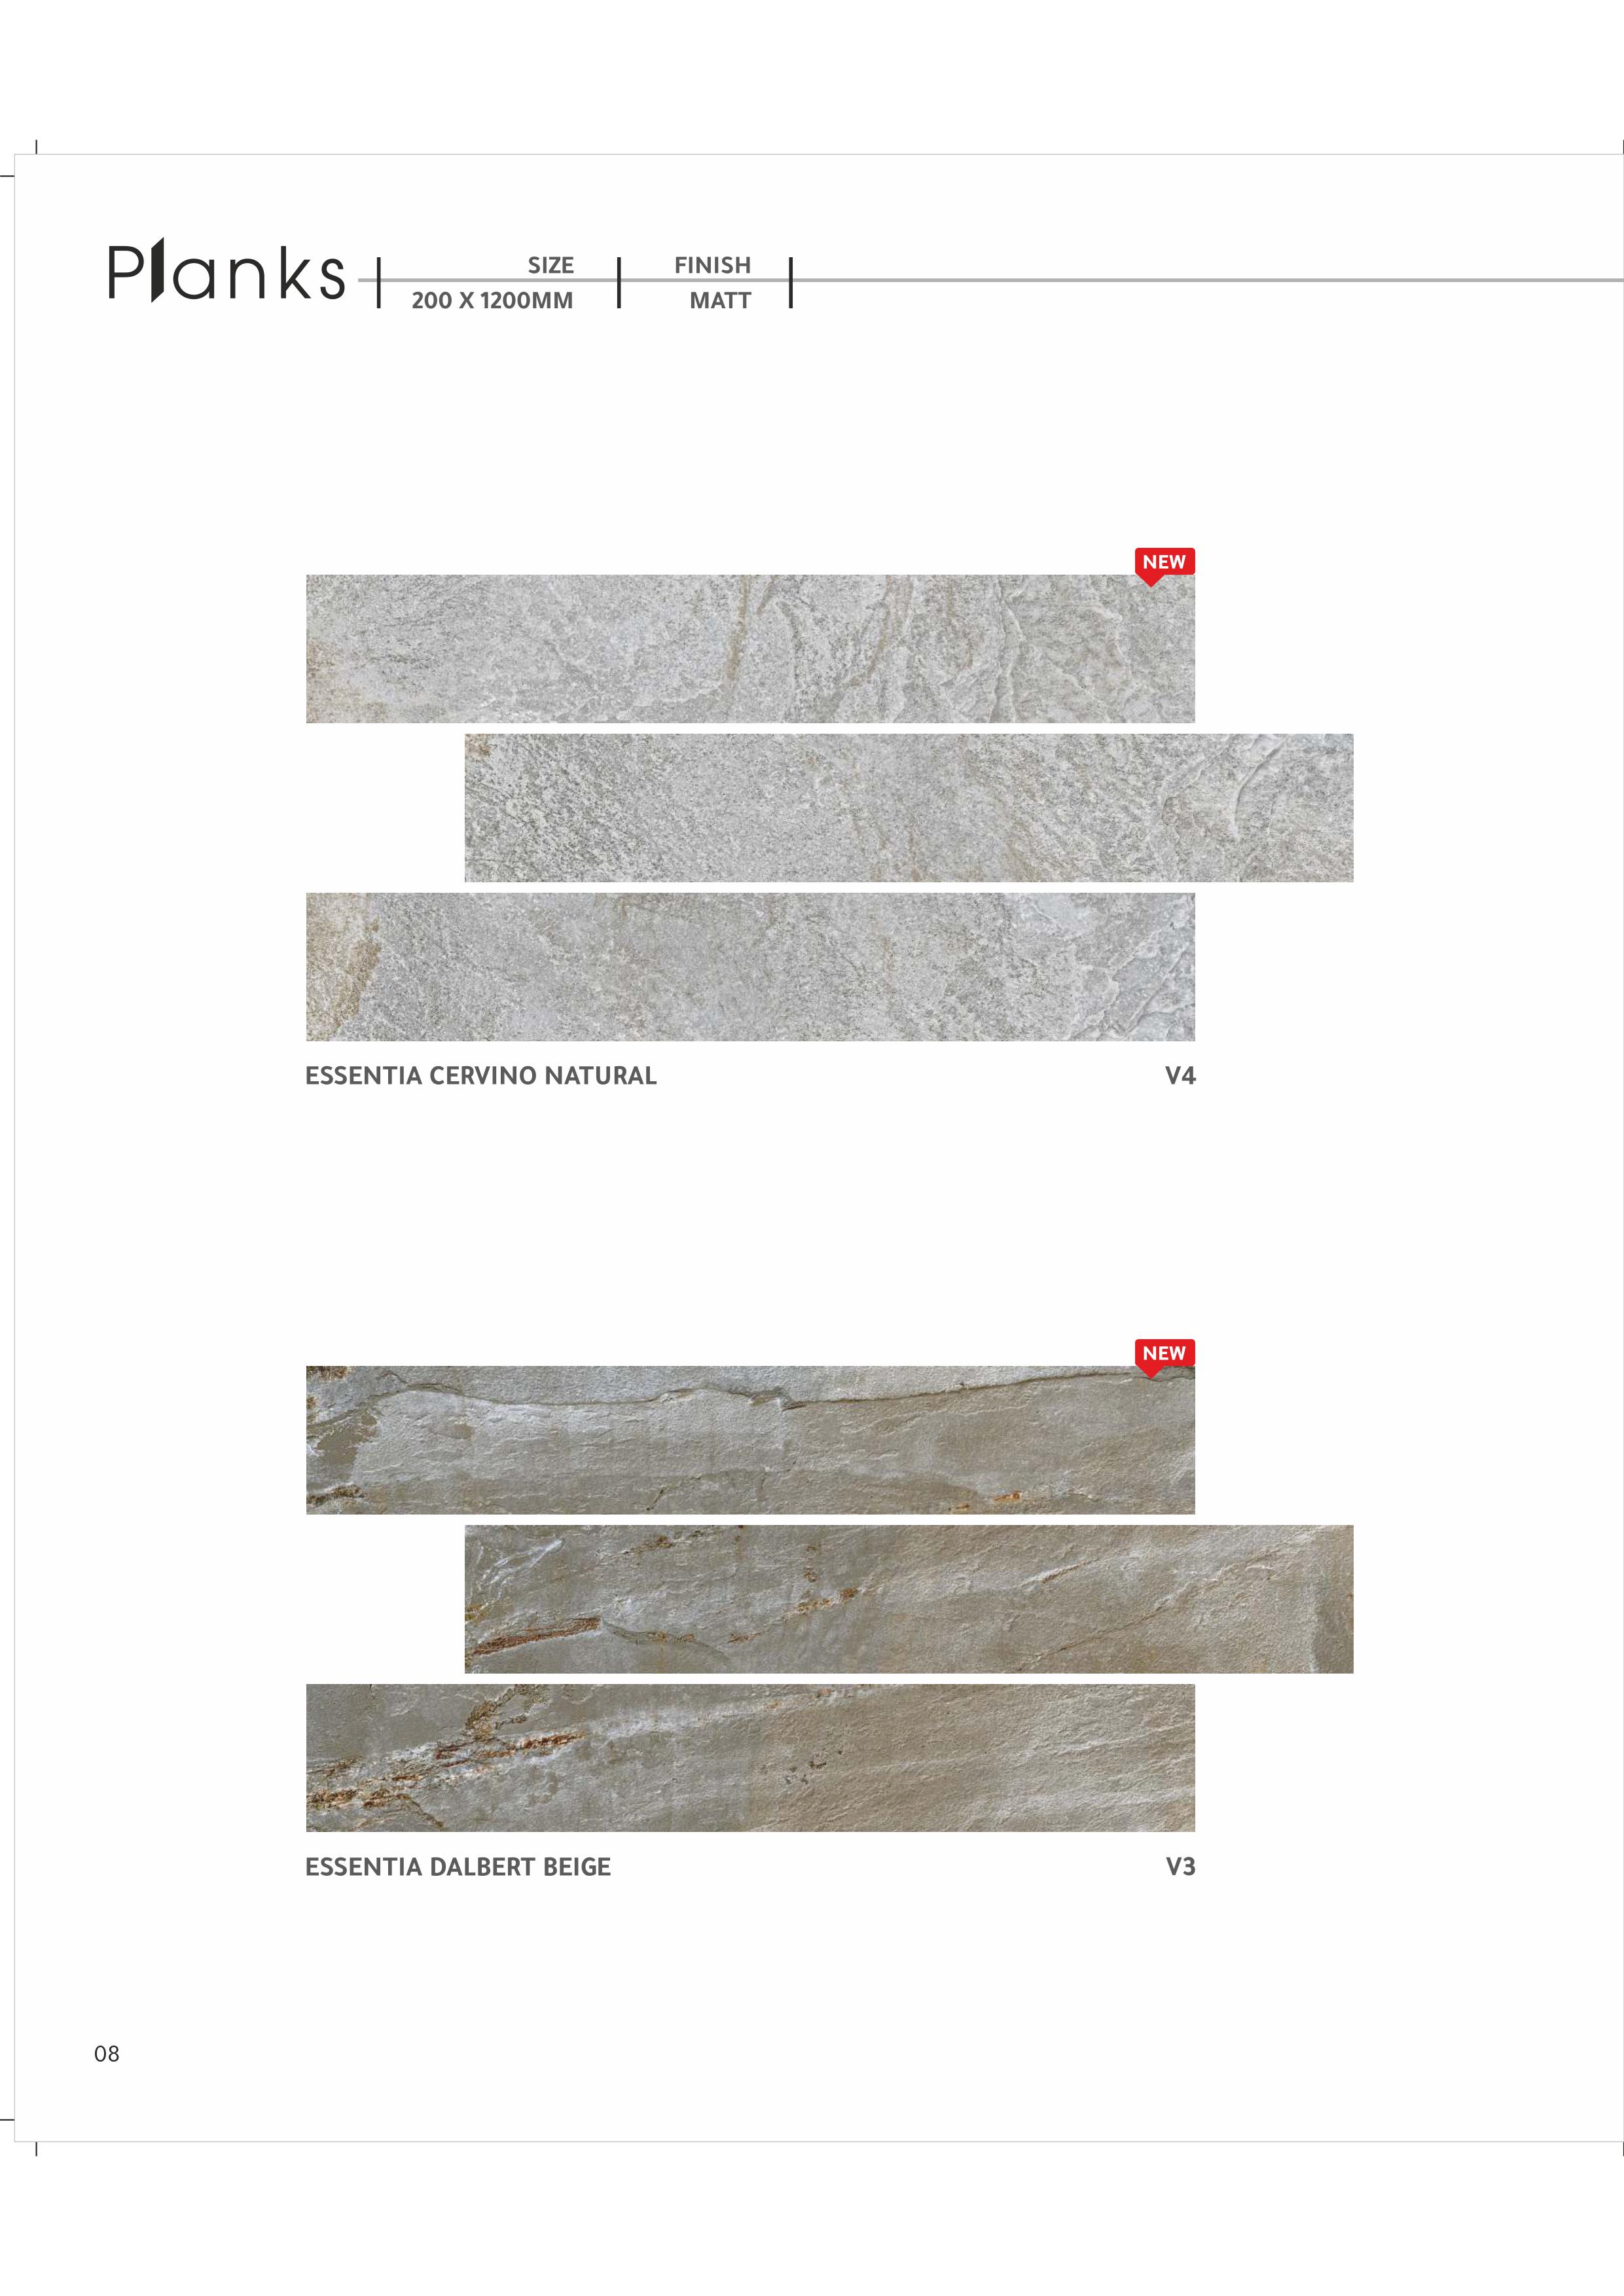 Planks
SIZE
200 X 1200MM
FINISH
MATT
NEW
ESSENTIA CERVINO NATURAL
V4
NEW
ESSENTIA DALBERT BEIGE
V3
08